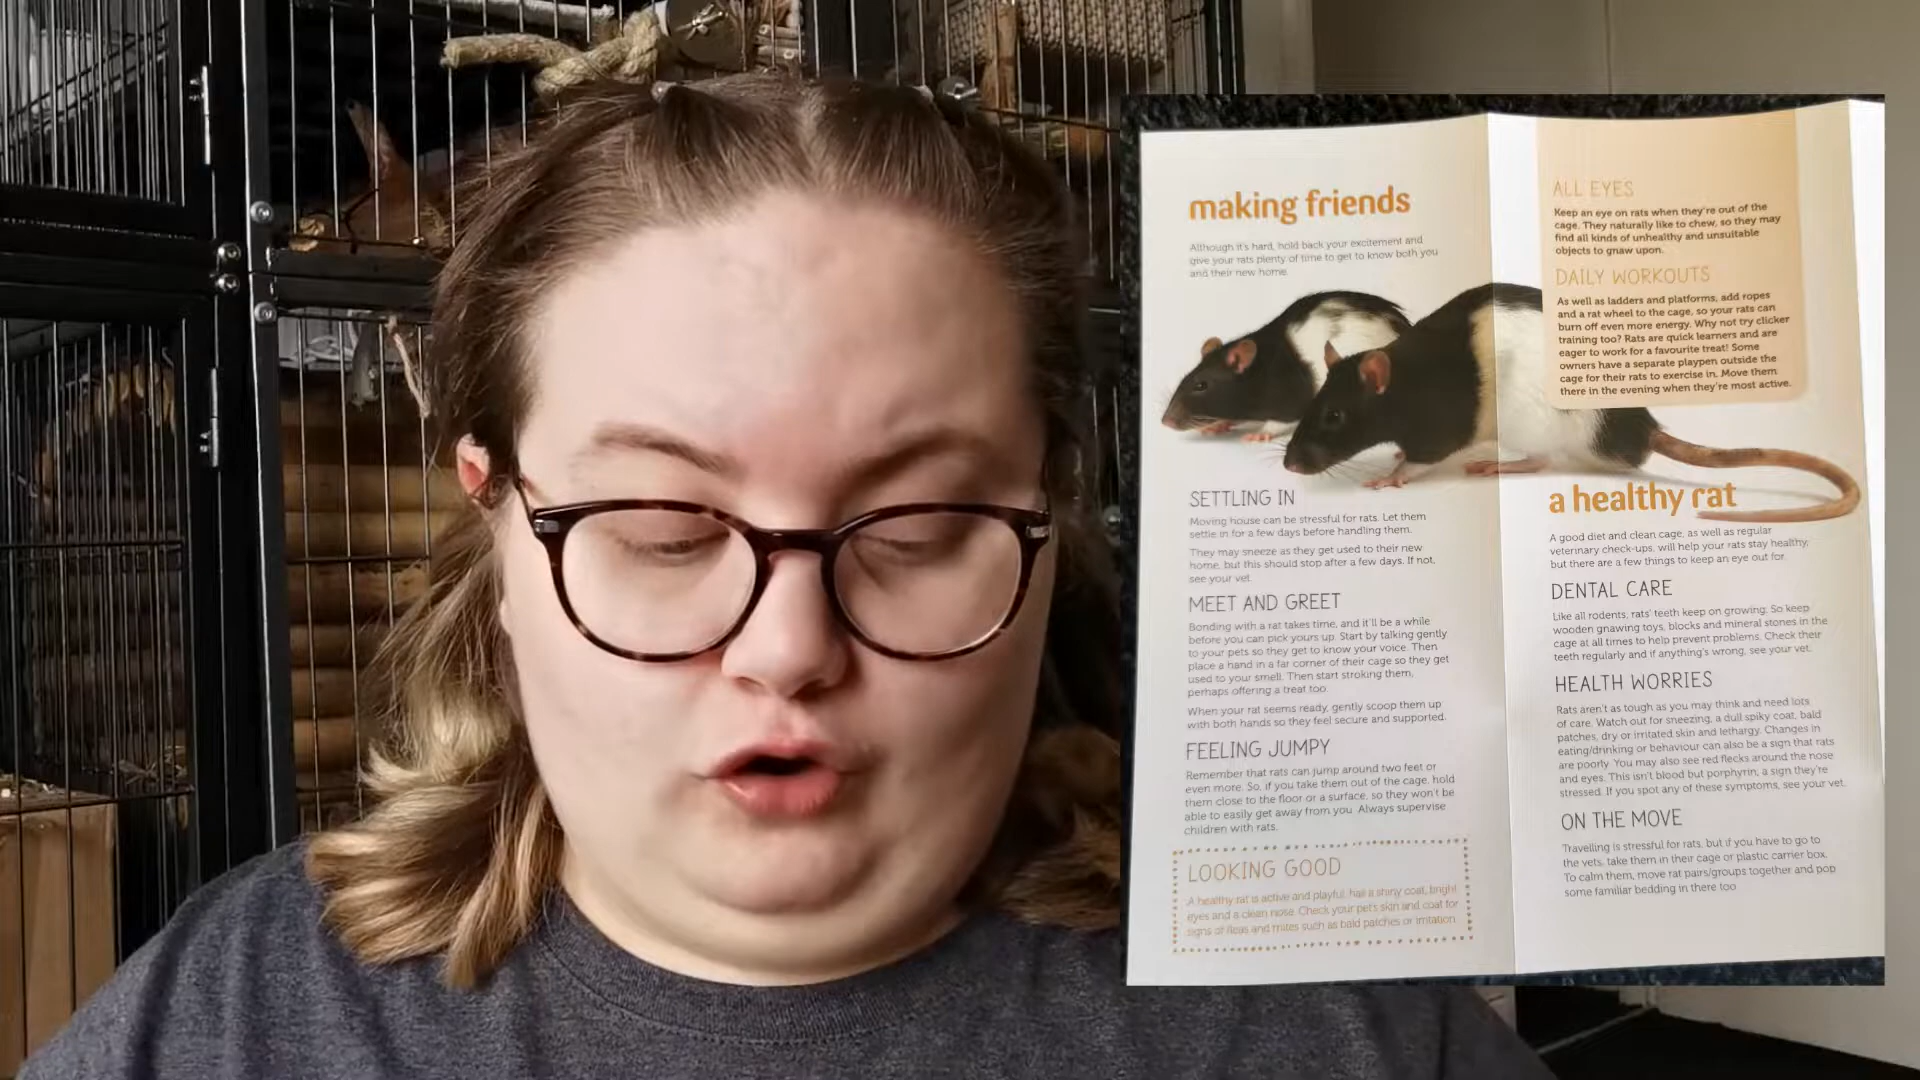 making friends
Although it's hard, hold back your excitement and
give your rats plenty of time to get to know both you
and their new home.
SETTLING IN
Moving house can be stressful for rats. Let them
settle in for a few days before handling them.
They may sneeze as they get used to their new
home, but this should stop after a few days. If not,
see your vet.
MEET AND GREET
Bonding with a rat takes time, and it'll be a while
before you can pick yours up. Start by talking gently
to your pets so they get to know your voice. Then
place a hand in a far corner of their cage so they get
used to your smell. Then start stroking them,
perhaps offering a treat too.
When your rat seems ready, gently scoop them up
with both hands so they feel secure and supported.
FEELING JUMPY
Remember that rats can jump around two feet or
even more. So, if you take them out of the cage, hold
them close to the floor or a surface, so they won't be
able to easily get away from you. Always supervise
children with rats.
LOOKING GOOD
A healthy rat is active and playful, has a shiny coat, bright
eyes and a clean nose. Check your pet's skin and coat for
signs of fleas and mites such as bald patches or irritation.
ALL EYES
Keep an eye on rats when they're out of the
cage. They naturally like to chew, so they may
find all kinds of unhealthy and unsuitable
objects to gnaw upon.
DAILY WORKOUTS
As well as ladders and platforms, add ropes
and a rat wheel to the cage, so your rats can
burn off even more energy. Why not try clicker
training too? Rats are quick learners and are
eager to work for a favourite treat! Some
owners have a separate playpen outside the
cage for their rats to exercise in. Move them
there in the evening when they're most active.
a healthy rat
A good diet and clean cage, as well as regular
veterinary check-ups, will help your rats stay healthy,
but there are a few things to keep an eye out for.
DENTAL CARE
Like all rodents, rats' teeth keep on growing. So keep
wooden gnawing toys, blocks and mineral stones in the
cage at all times to help prevent problems. Check their
teeth regularly and if anything's wrong, see your vet.
HEALTH WORRIES
Rats aren't as tough as you may think and need lots
of care. Watch out for sneezing, a dull spiky coat, bald
patches, dry or irritated skin and lethargy. Changes in
eating/drinking or behaviour can also be a sign that rats
are poorly. You may also see red flecks around the nose
and eyes. This isn't blood but porphyrin, a sign they're
stressed. If you spot any of these symptoms, see your vet.
ON THE MOVE
Travelling is stressful for rats, but if you have to go to
the vets, take them in their cage or plastic carrier box.
To calm them, move rat pairs/groups together and pop
some familiar bedding in there too